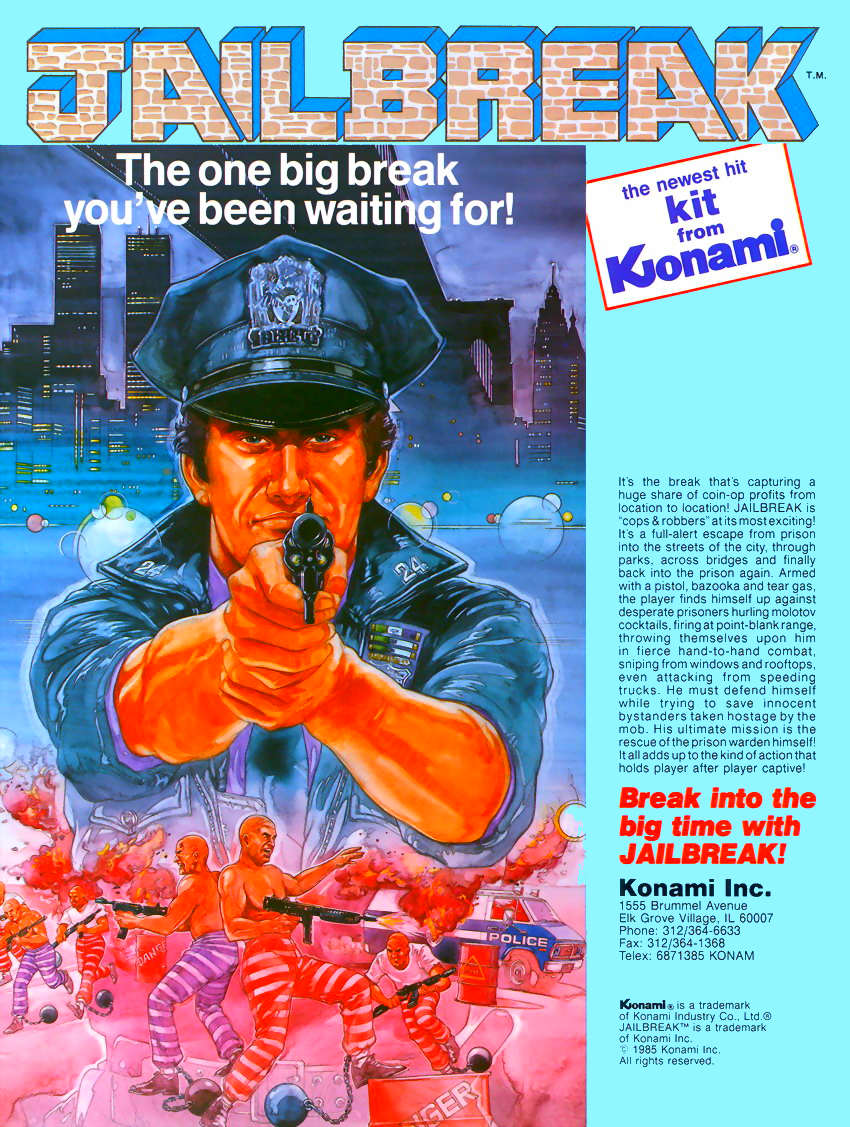 JAILBREAK
T.M.
The one big break
you've been waiting for!
the newest hit
kit
from
Konami®
24
24
It's the break that's capturing a
huge share of coin-op profits from
location to location! JAILBREAK is
"cops & robbers" at its most exciting!
It's a full-alert escape from prison
into the streets of the city, through
parks, across bridges and finally
back into the prison again. Armed
with a pistol, bazooka and tear gas,
the player finds himself up against
desperate prisoners hurling molotov
cocktails, firing at point-blank range,
throwing themselves upon him
in fierce hand-to-hand combat,
sniping from windows and rooftops,
even attacking from speeding
trucks. He must defend himself
while trying to save innocent
bystanders taken hostage by the
mob. His ultimate mission is the
rescue of the prison warden himself!
It all adds up to the kind of action that
holds player after player captive!
Break into the
big time with
JAILBREAK!
Konami Inc.
1555 Brummel Avenue
Elk Grove Village, IL 60007
Phone: 312/364-6633
Fax: 312/364-1368
Telex: 6871385 KONAM
POLICE
DANGE
NGER
Konami® is a trademark
of Konami Industry Co., Ltd.®
JAILBREAK™ is a trademark
of Konami Inc.
© 1985 Konami Inc.
All rights reserved.